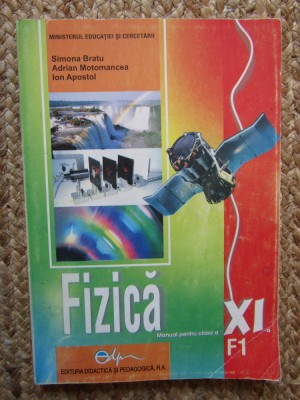 MINISTERUL EDUCAȚIEI ȘI CERCETĂRII
Simona Bratu
Adrian Motomancea
Ion Apostol
Fizică
Manual pentru clasa a
XI-a
F1
edp
EDITURA DIDACTICĂ ȘI PEDAGOGICĂ, R.A.